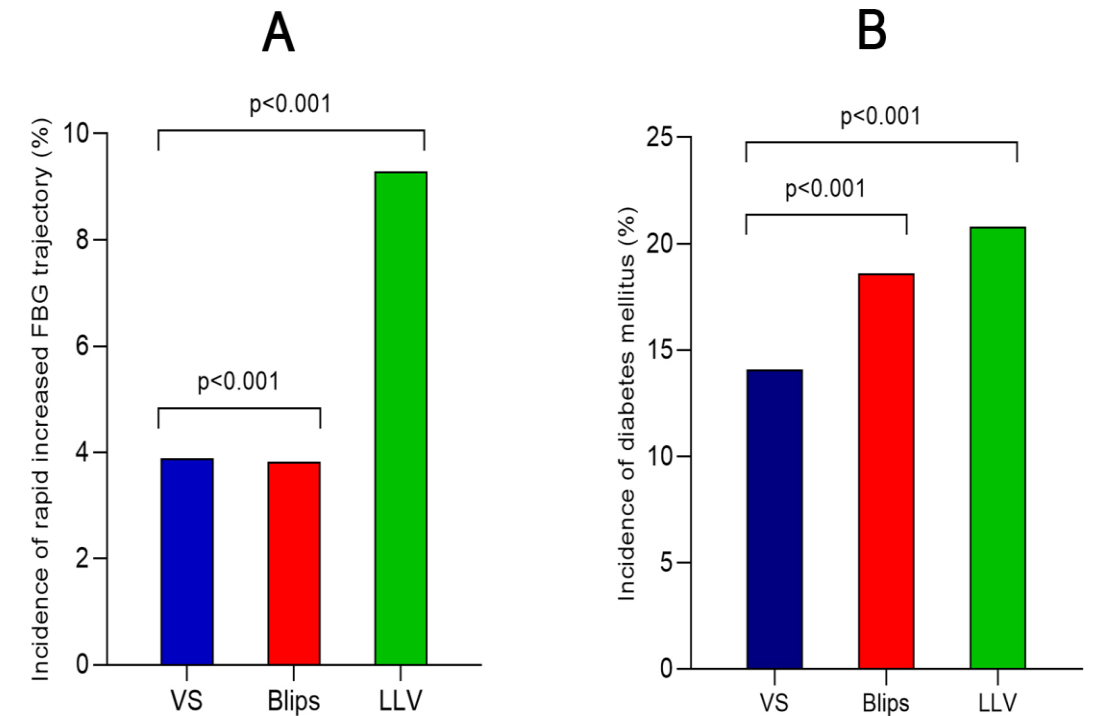 A
p<0.001
Incidence of rapid increased FBG trajectory (%)
10
8
6
4
2
0
p<0.001
VS Blips LLV
B
p<0.001
p<0.001
Incidence of diabetes mellitus (%)
25
20
15
10
5
0
VS Blips LLV